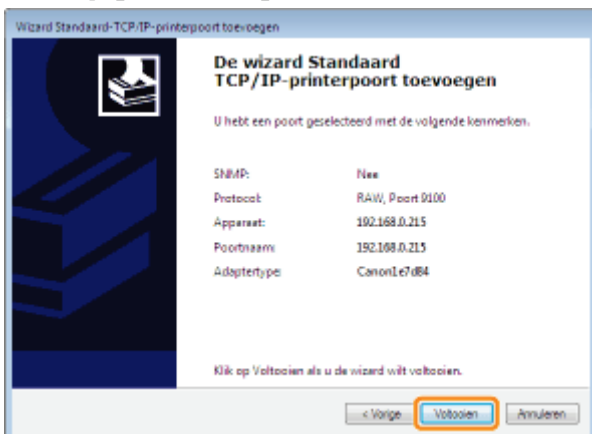 Wizard Standaard-TCP/IP-printerpoort toevoegen
De wizard Standaard
TCP/IP-printerpoort toevoegen
U hebt een poort geselecteerd met de volgende kenmerken.
SNMP: Nee
Protocol: RAW, Poort 9100
Apparaat: 192.168.0.215
Poortnaam: 192.168.0.215
Adaptertype: Canon1e7d84
Klik op Voltooien als u de wizard wilt voltooien.
< Vorige Voltooien Annuleren